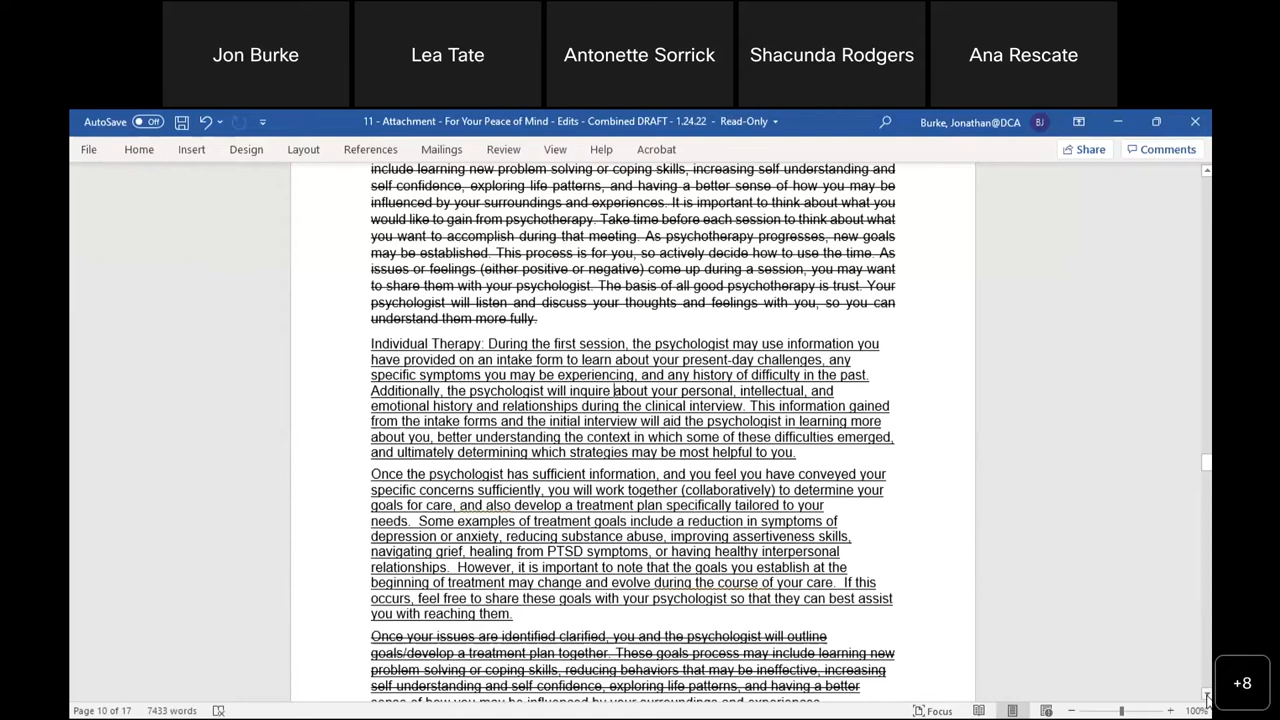 Jon Burke
Lea Tate
Antonette Sorrick
Shacunda Rodgers
Ana Rescate
AutoSave Off
11 - Attachment - For Your Peace of Mind - Edits - Combined DRAFT - 1.24.22 - Read-Only
Burke, Jonathan@DCA BJ
File Home Insert Draw Design Layout References Mailings Review View Help Acrobat
Share Comments
include learning new problem solving or coping skills, increasing self understanding and
self confidence, exploring life patterns, and having a better sense of how you may be
influenced by your surroundings and experiences. It is important to think about what you
would like to gain from psychotherapy. Take time before each session to think about what
you want to accomplish during that meeting. As psychotherapy progresses, new goals
may be established. This process is for you, so actively decide how to use the time. As
issues or feelings (either positive or negative) come up during a session, you may want
to share them with your psychologist. The basis of all good psychotherapy is trust. Your
psychologist will listen and discuss your thoughts and feelings with you, so you can
understand them more fully.
Individual Therapy: During the first session, the psychologist may use information you
have provided on an intake form to learn about your present-day challenges, any
specific symptoms you may be experiencing, and any history of difficulty in the past.
Additionally, the psychologist will inquire about your personal, intellectual, and
emotional history and relationships during the clinical interview. This information gained
from the intake forms and the initial interview will aid the psychologist in learning more
about you, better understanding the context in which some of these difficulties emerged,
and ultimately determining which strategies may be most helpful to you.
Once the psychologist has sufficient information, and you feel you have conveyed your
specific concerns sufficiently, you will work together (collaboratively) to determine your
goals for care, and also develop a treatment plan specifically tailored to your
needs. Some examples of treatment goals include a reduction in symptoms of
depression or anxiety, reducing substance abuse, improving assertiveness skills,
navigating grief, healing from PTSD symptoms, or having healthy interpersonal
relationships. However, it is important to note that the goals you establish at the
beginning of treatment may change and evolve during the course of your care. If this
occurs, feel free to share these goals with your psychologist so that they can best assist
you with reaching them.
Once your issues are identified clarified, you and the psychologist will outline
goals/develop a treatment plan together. These goals process may include learning new
problem solving or coping skills, reducing behaviors that may be ineffective, increasing
self understanding and self confidence, exploring life patterns, and having a better
sense of how you may be influenced by your surroundings and experiences.
+8
Page 10 of 17 7433 words Focus 100%